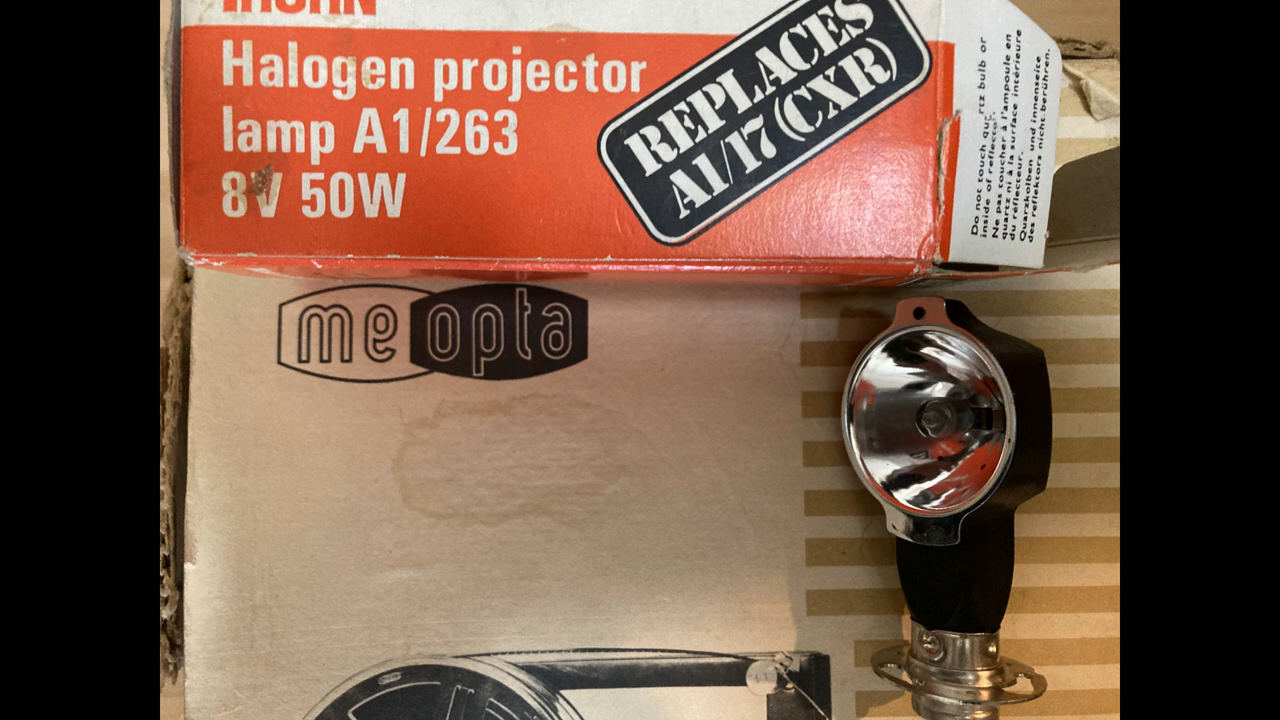 Halogen projector
lamp A1/263
8V 50W
REPLACES
A1/17 (CXR)
Do not touch quartz bulb or
inside of reflector.
Ne pas toucher à l'ampoule en
quartz ni à la surface intérieure
du réflecteur.
Quarzkolben und innenseite
des reflektors nicht berühren.
meopta